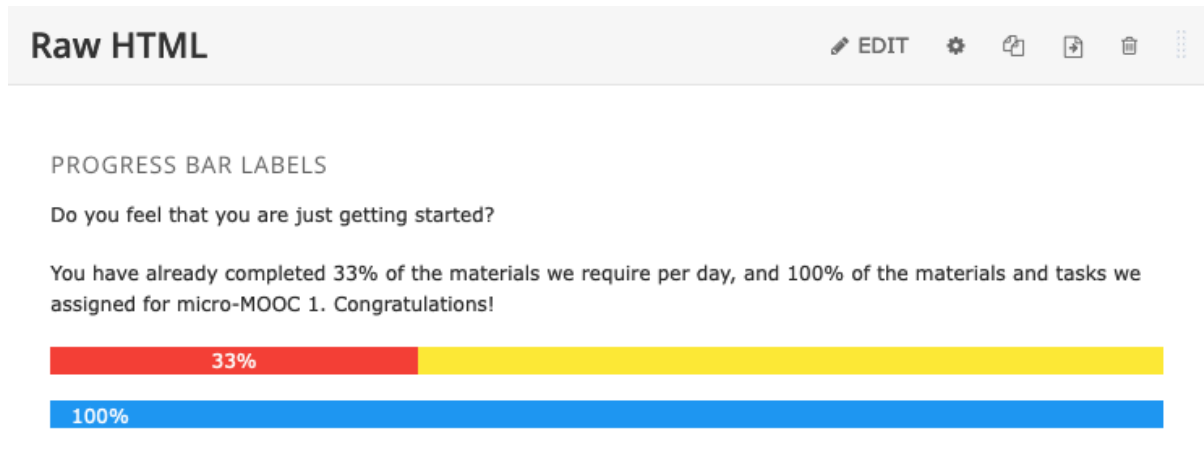 Raw HTML
EDIT
PROGRESS BAR LABELS
Do you feel that you are just getting started?
You have already completed 33% of the materials we require per day, and 100% of the materials and tasks we
assigned for micro-MOOC 1. Congratulations!
33%
100%